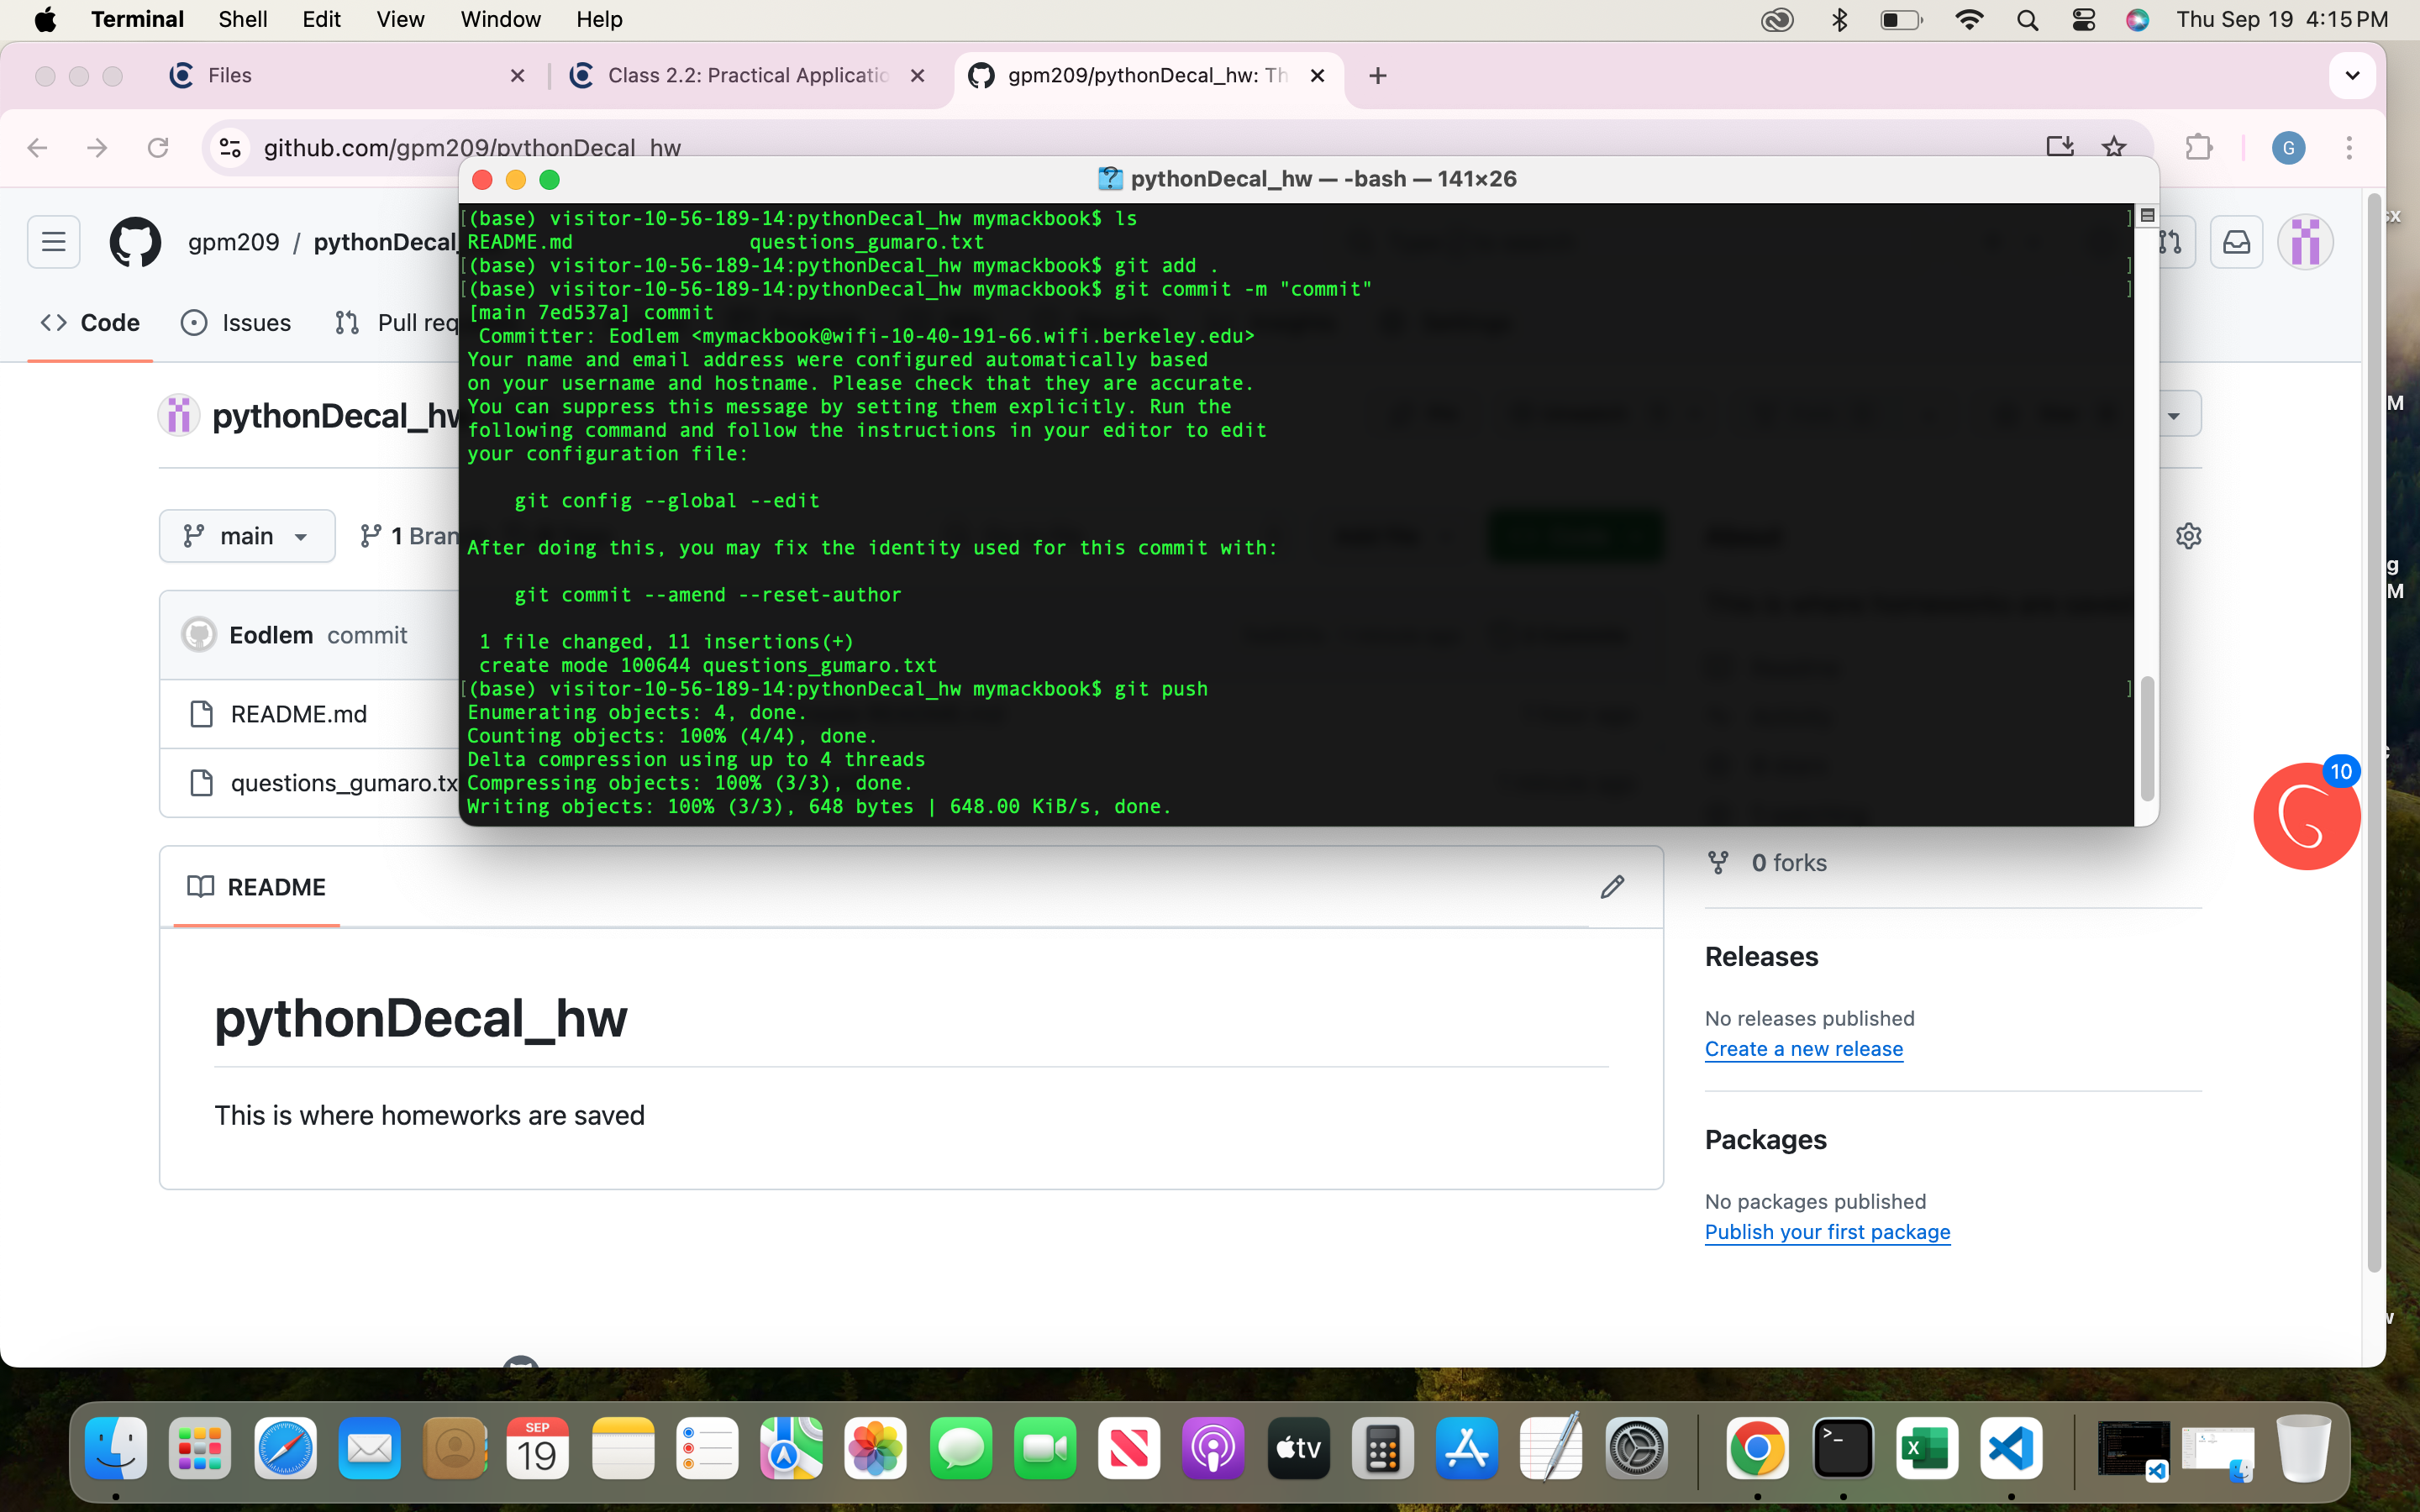 Terminal Shell Edit View Window Help Thu Sep 19 4:15 PM
Files Class 2.2: Practical Applicatio gpm209/pythonDecal_hw: Th
github.com/gpm209/pythonDecal_hw G
pythonDecal_hw — -bash — 141×26
gpm209 / pythonDecal_
Code Issues Pull req
pythonDecal_hw
main 1 Bran
Eodlem commit
README.md
questions_gumaro.tx
[(base) visitor-10-56-189-14:pythonDecal_hw mymackbook$ ls ]
README.md questions_gumaro.txt
[(base) visitor-10-56-189-14:pythonDecal_hw mymackbook$ git add . ]
[(base) visitor-10-56-189-14:pythonDecal_hw mymackbook$ git commit -m "commit" ]
[main 7ed537a] commit
Committer: Eodlem <mymackbook@wifi-10-40-191-66.wifi.berkeley.edu>
Your name and email address were configured automatically based
on your username and hostname. Please check that they are accurate.
You can suppress this message by setting them explicitly. Run the
following command and follow the instructions in your editor to edit
your configuration file:
git config --global --edit
After doing this, you may fix the identity used for this commit with:
git commit --amend --reset-author
1 file changed, 11 insertions(+)
create mode 100644 questions_gumaro.txt
[(base) visitor-10-56-189-14:pythonDecal_hw mymackbook$ git push ]
Enumerating objects: 4, done.
Counting objects: 100% (4/4), done.
Delta compression using up to 4 threads
Compressing objects: 100% (3/3), done.
Writing objects: 100% (3/3), 648 bytes | 648.00 KiB/s, done.
10
0 forks
README
pythonDecal_hw
This is where homeworks are saved
Releases
No releases published
Create a new release
Packages
No packages published
Publish your first package
SEP
19
tv